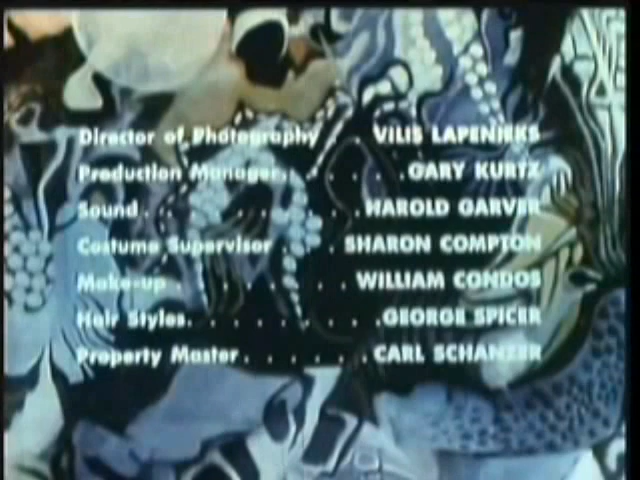 Director of Photography VILIS LAPENIEKS
Production Manager. . . . . . .GARY KURTZ
Sound . . . . . . . . . .HAROLD GARVER
Costume Supervisor . . .SHARON COMPTON
Make-up . . . . . . . . WILLIAM CONDOS
Hair Styles. . . . . . . . . .GEORGE SPICER
Property Master. . . . . . .CARL SCHANZER